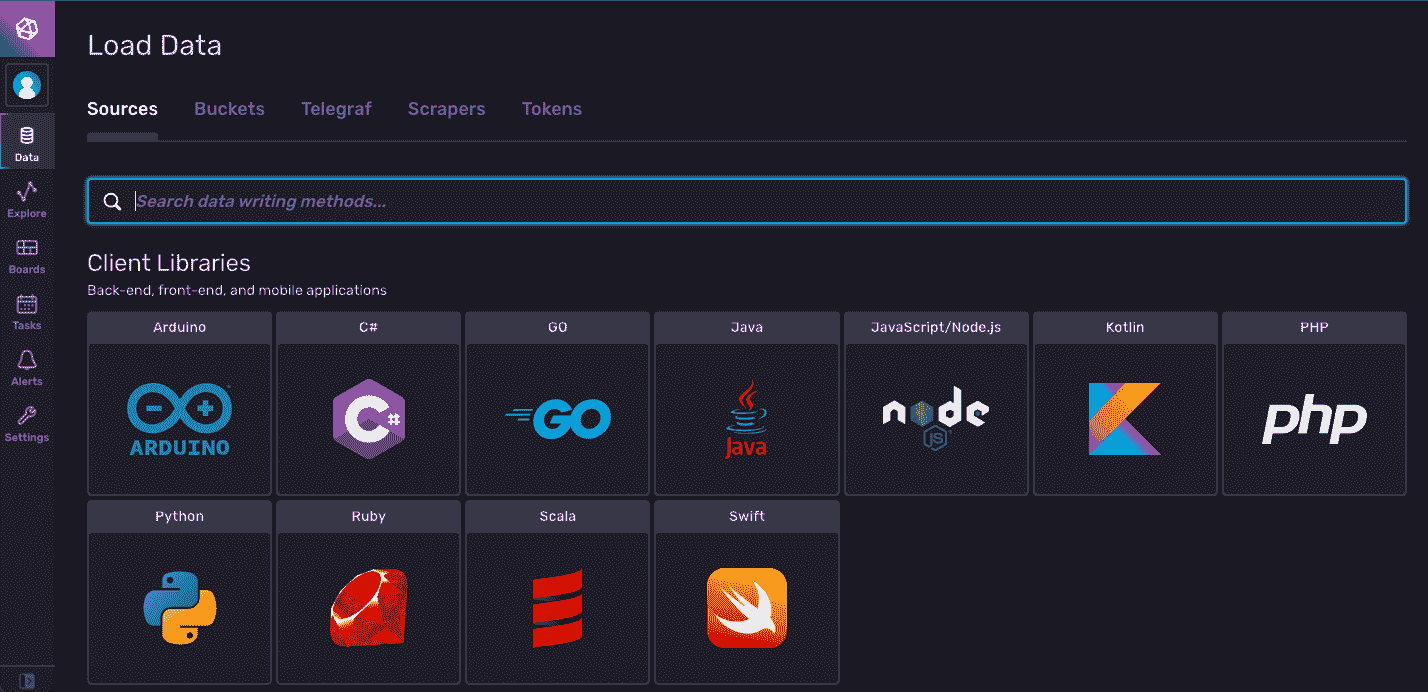 Load Data
Sources Buckets Telegraf Scrapers Tokens
Data
Explore
Boards
Tasks
Alerts
Settings
Search data writing methods...
Client Libraries
Back-end, front-end, and mobile applications
Arduino C# GO Java JavaScript/Node.js Kotlin PHP
ARDUINO C# GO Java node JS php
Python Ruby Scala Swift